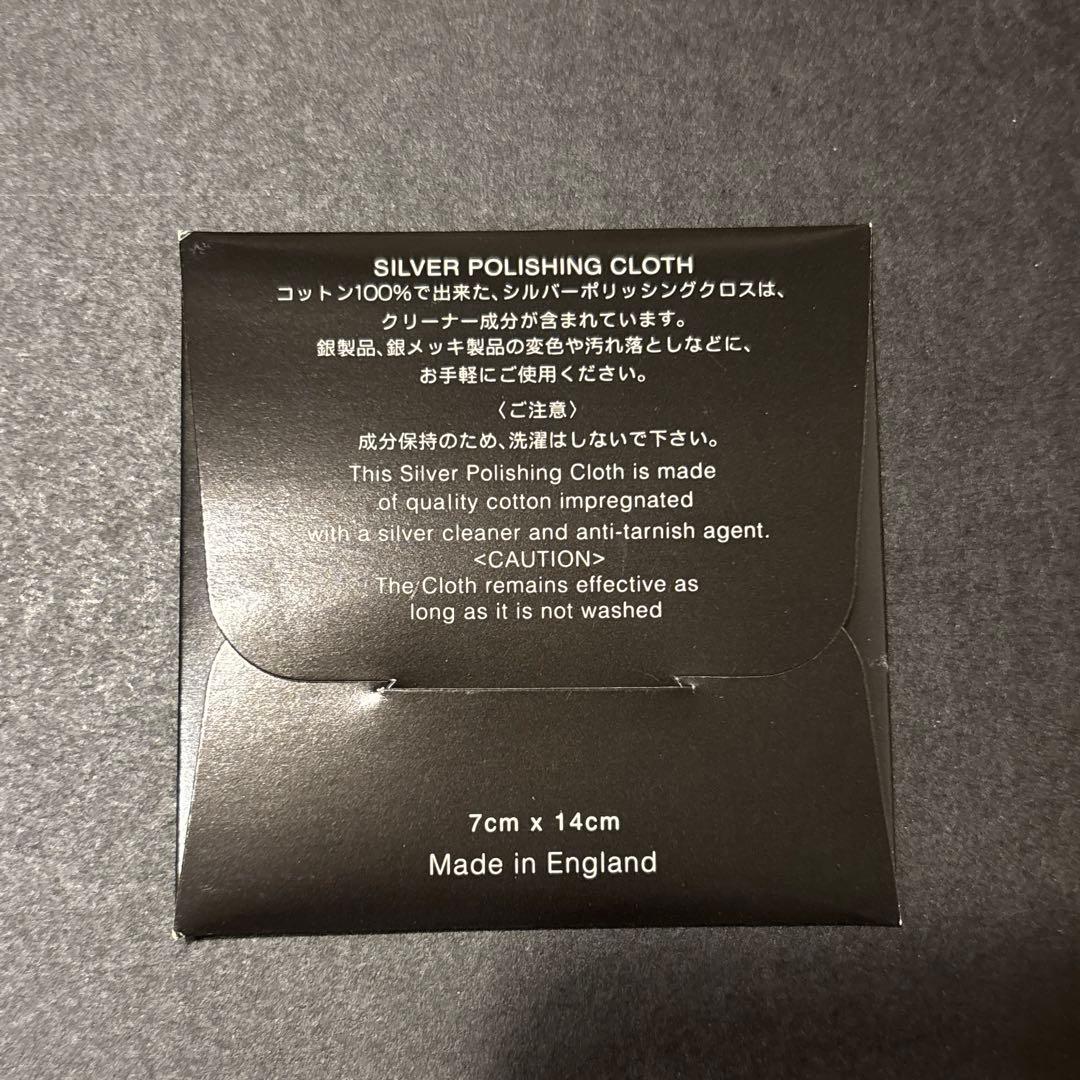 SILVER POLISHING CLOTH
コットン100%で出来た、シルバーポリッシングクロスは、
クリーナー成分が含まれています。
銀製品、銀メッキ製品の変色や汚れ落としなどに、
お手軽にご使用ください。
〈ご注意〉
成分保持のため、洗濯はしないで下さい。
This Silver Polishing Cloth is made
of quality cotton impregnated
with a silver cleaner and anti-tarnish agent.
<CAUTION>
The Cloth remains effective as
long as it is not washed
7cm x 14cm
Made in England